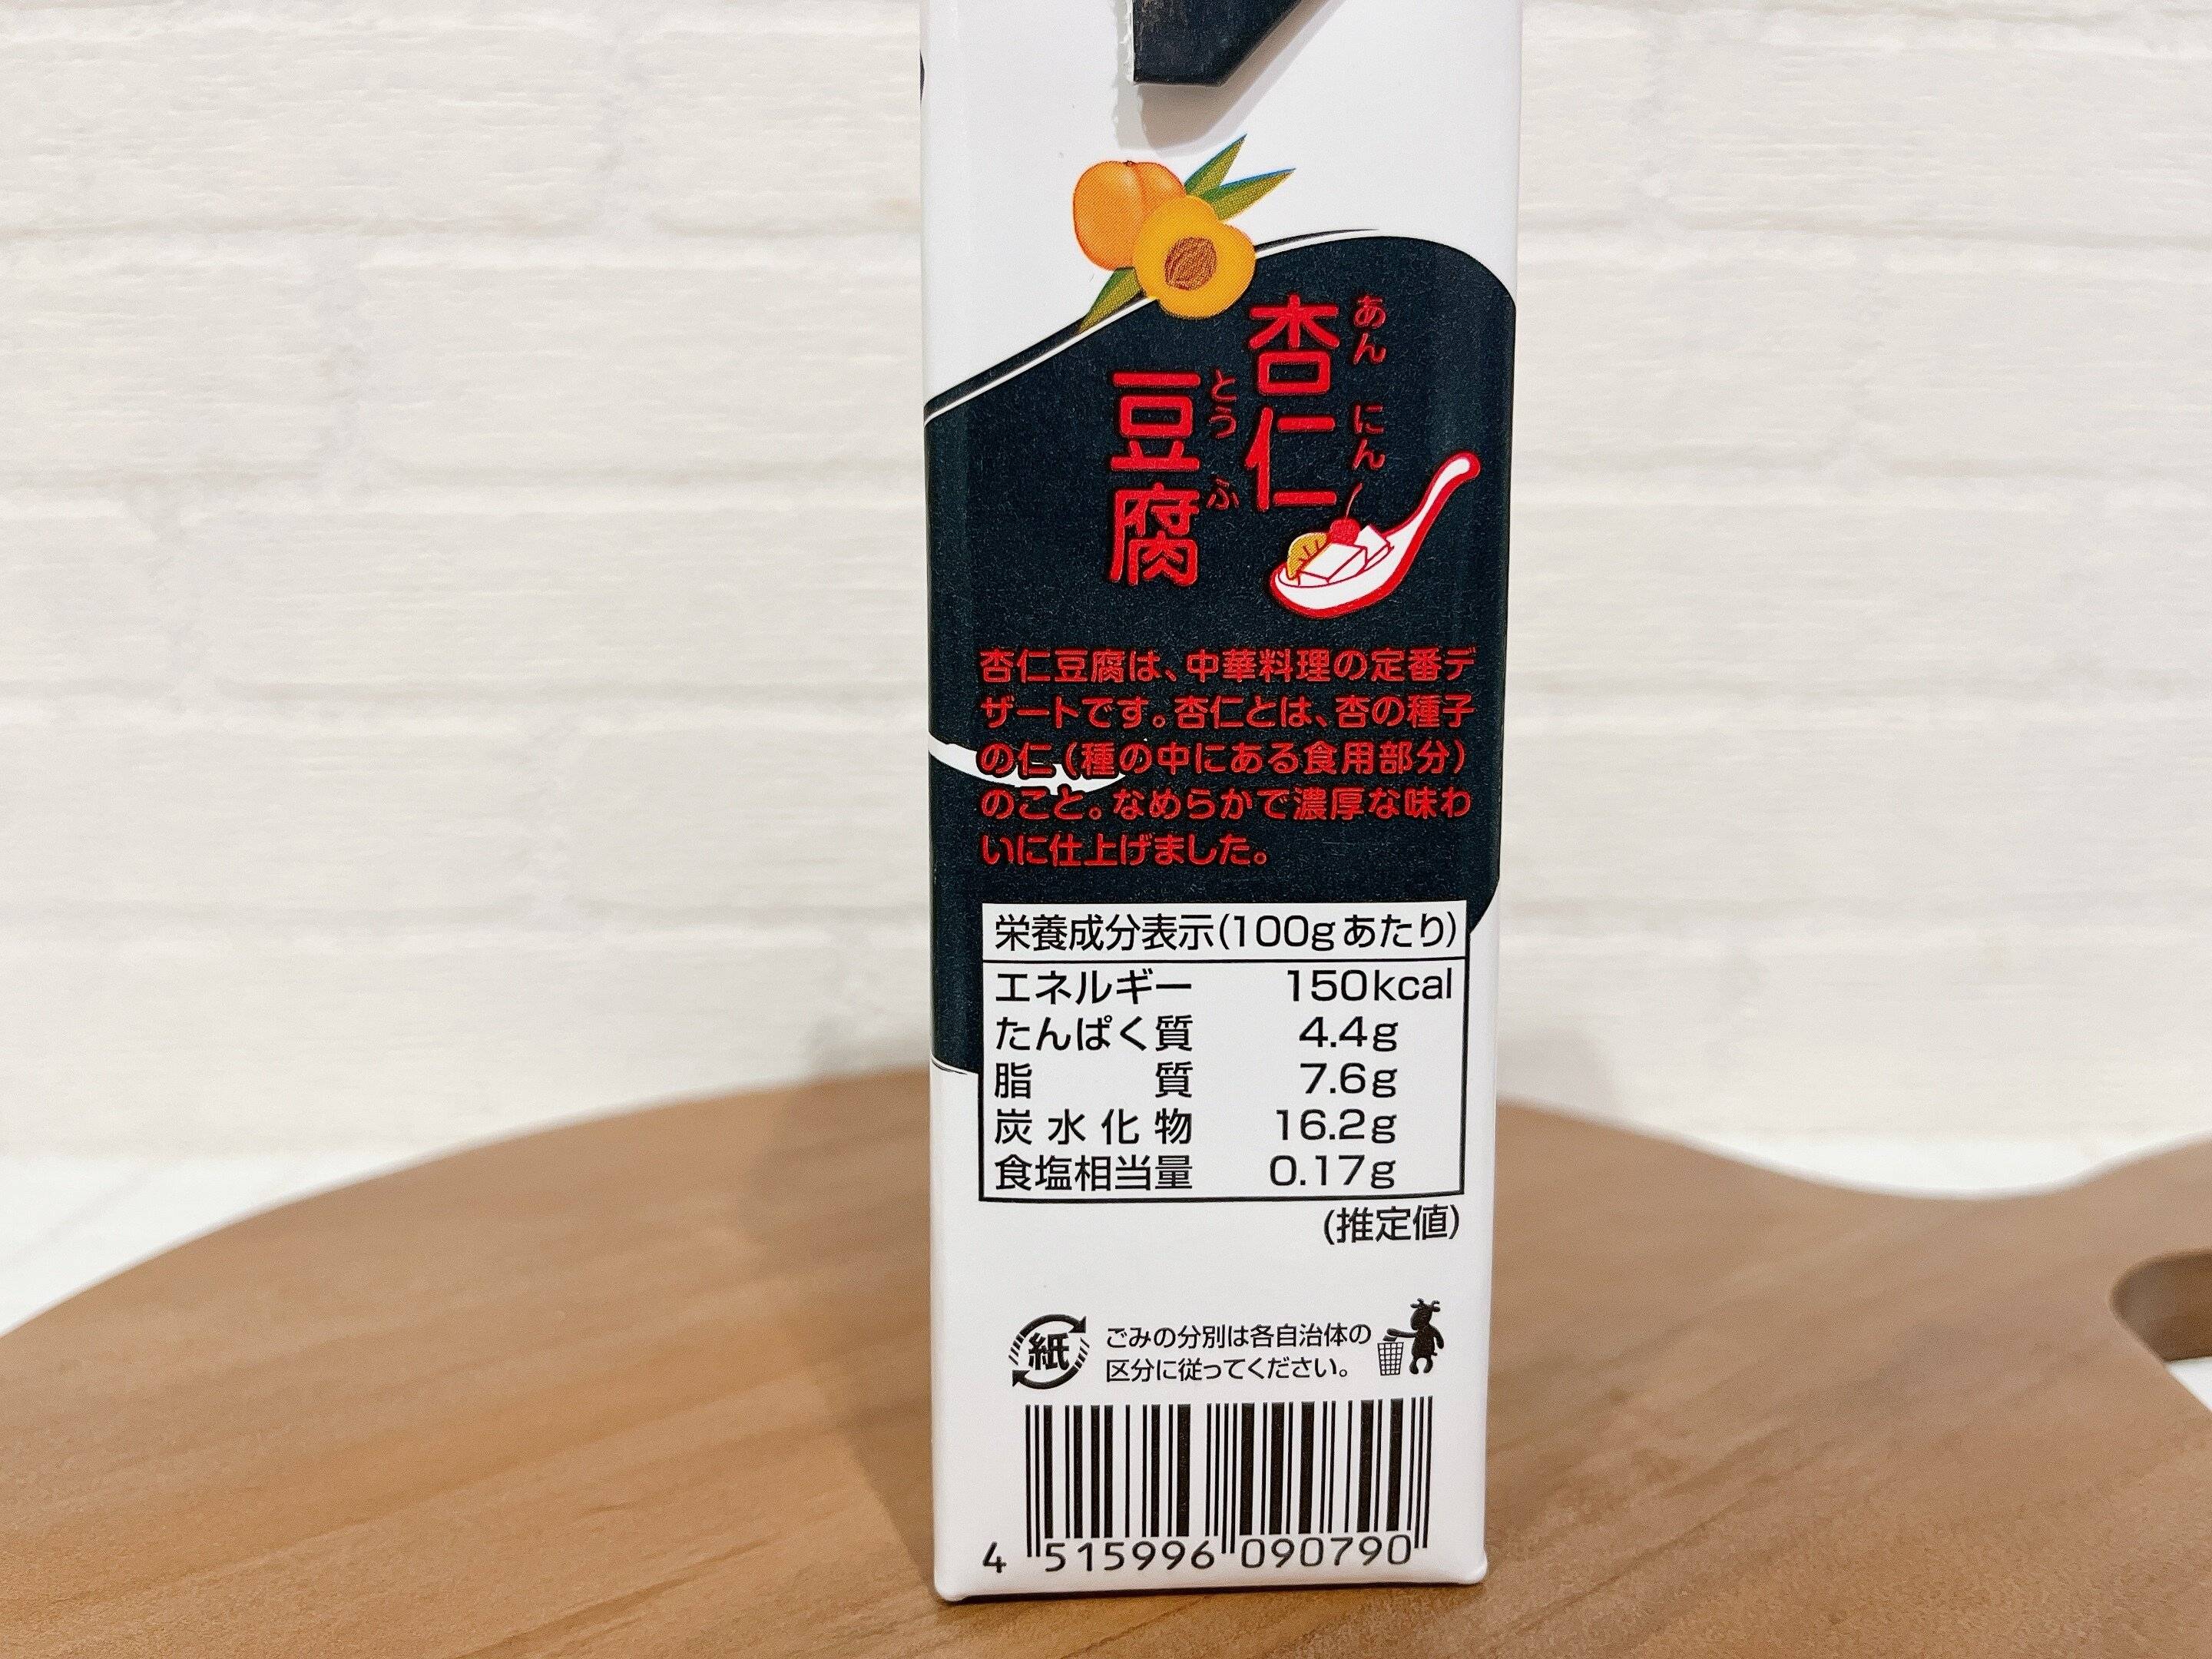 杏仁
あんにん
豆腐
とうふ
杏仁豆腐は、中華料理の定番デ
ザートです。杏仁とは、杏の種子
の仁（種の中にある食用部分）
のこと。なめらかで濃厚な味わ
いに仕上げました。
栄養成分表示(100gあたり)
エネルギー 150kcal
たんぱく質 4.4g
脂質 7.6g
炭水化物 16.2g
食塩相当量 0.17g
(推定値)
紙
ごみの分別は各自治体の
区分に従ってください。
4 515996 090790